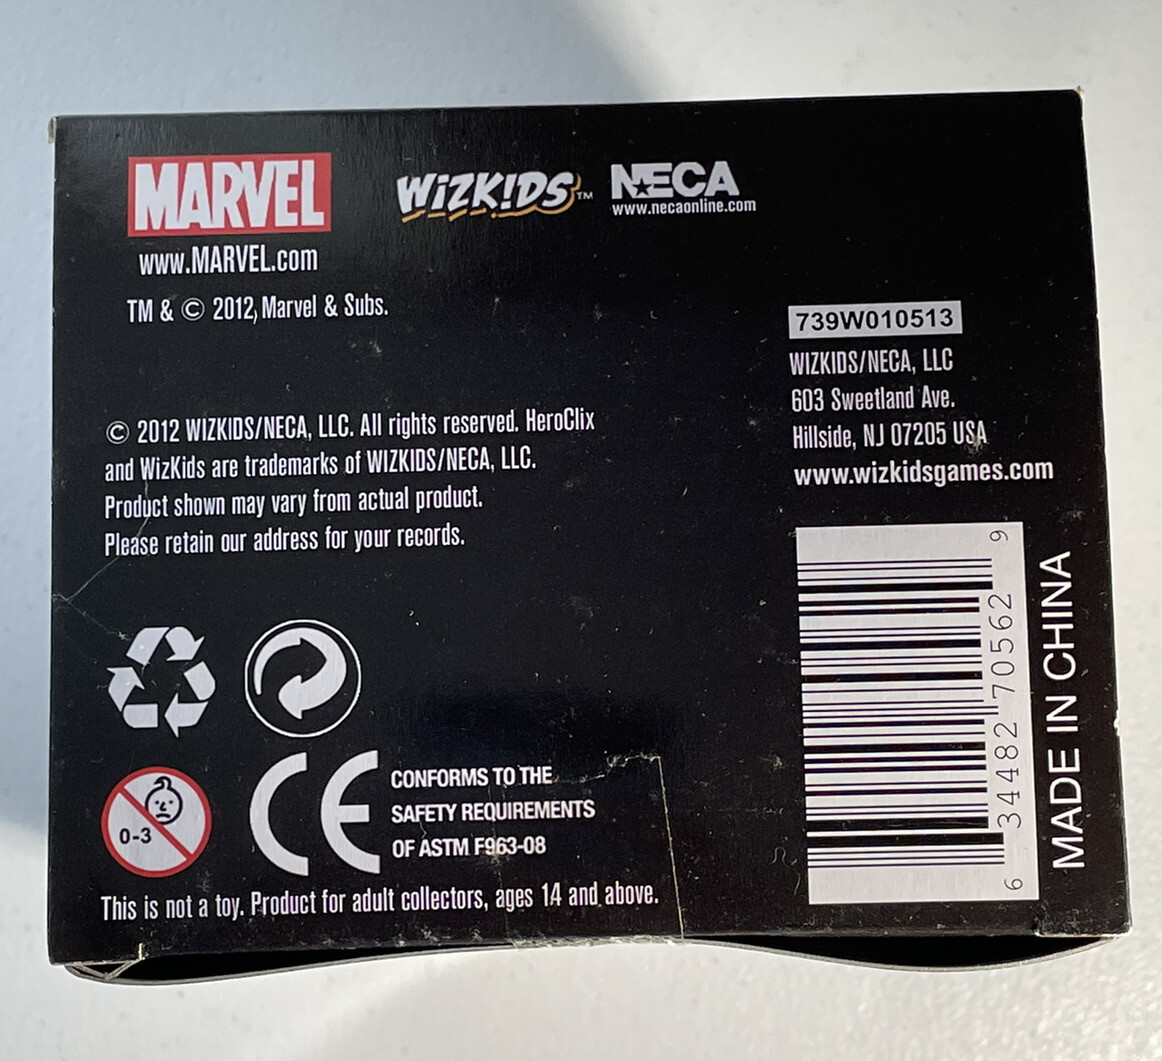 MARVEL
www.MARVEL.com
TM & © 2012, Marvel & Subs.
WIZK!DS™
NECA
www.necaonline.com
739W010513
WIZKIDS/NECA, LLC
603 Sweetland Ave.
Hillside, NJ 07205 USA
www.wizkidsgames.com
© 2012 WIZKIDS/NECA, LLC. All rights reserved. HeroClix
and WizKids are trademarks of WIZKIDS/NECA, LLC.
Product shown may vary from actual product.
Please retain our address for your records.
0-3
CE
CONFORMS TO THE
SAFETY REQUIREMENTS
OF ASTM F963-08
This is not a toy. Product for adult collectors, ages 14 and above.
6 34482 70562 9
MADE IN CHINA